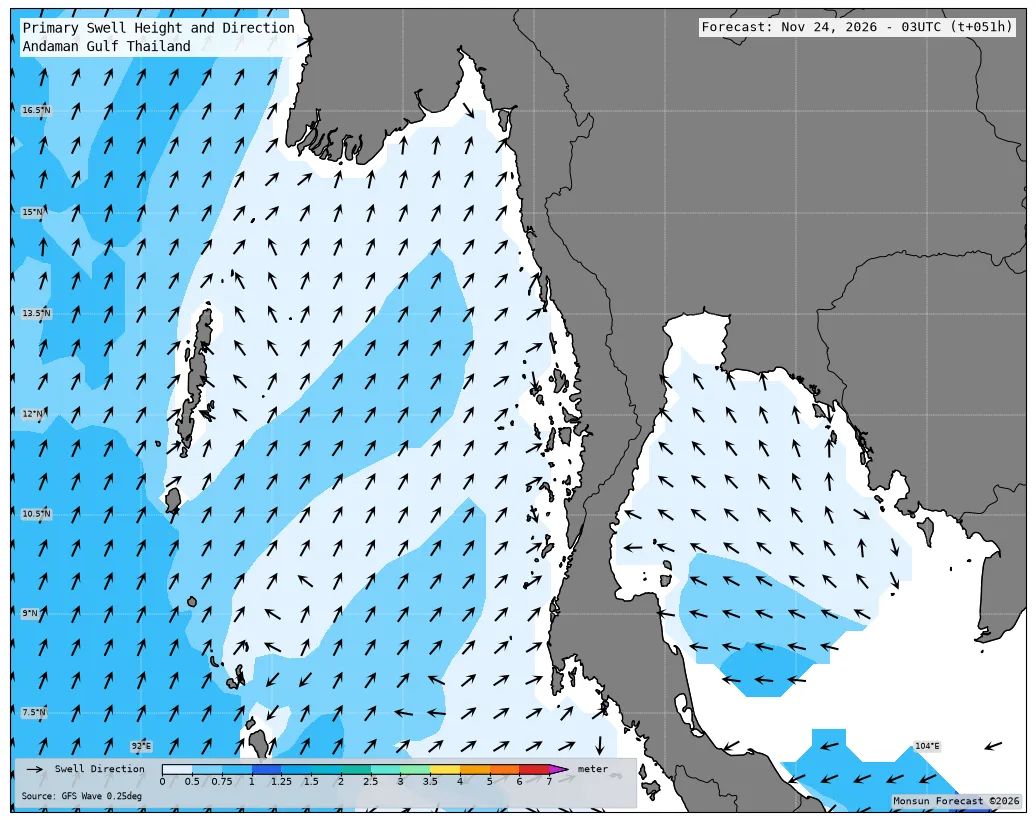 Primary Swell Height and Direction
Andaman Gulf Thailand
Forecast: Nov 24, 2026 - 03UTC (t+051h)
16.5°N
15°N
13.5°N
12°N
10.5°N
9°N
7.5°N
92°E
104°E
Swell Direction
0 0.5 0.75 1 1.25 1.5 2 2.5 3 3.5 4 5 6 7
meter
Source: GFS Wave 0.25deg
Monsun Forecast ©2026